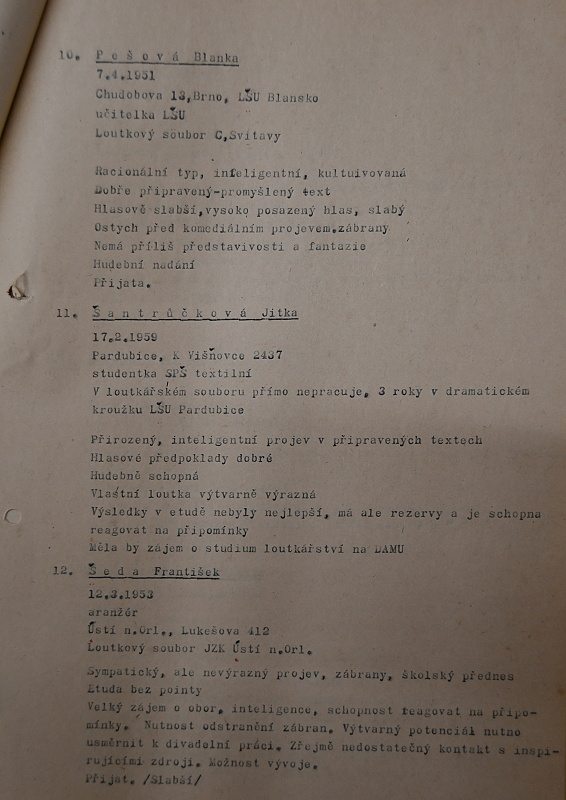 10. P e š o v á Blanka
7.4.1951
Chudobova 13,Brno, LŠU Blansko
učitelka LŠU
Loutkový soubor C,Svitavy
Racionální typ, inteligentní, kultuivovaná
Dobře připravený-promyšlený text
Hlasově slabší,vysoko posazený hlas, slabý
Ostych před komediálním projevem,zábrany
Nemá příliš představivosti a fantazie
Hudební nadání
Přijata.
11. Š a n t r ů č k o v á Jitka
17.2.1959
Pardubice, K Višňovce 2437
studentka SPŠ textilní
V loutkářském souboru přímo nepracuje, 3 roky v dramatickém
kroužku LŠU Pardubice
Přirozený, inteligentní projev v připravených textech
Hlasové předpoklady dobré
Hudebně schopná
Vlastní loutka výtvarně výrazná
Výsledky v etudě nebyly nejlepší, má ale rezervy a je schopna
reagovat na připomínky
Měla by zájem o studium loutkářství na DAMU
12. Š e d a František
12.3.1953
aranžér
Ústí n.Orl., Lukešova 412
Loutkový soubor JZK Ústí n.Orl.
Sympatický, ale nevýrazný projev, zábrany, školský přednes
Etuda bez pointy
Velký zájem o obor, inteligence, schopnost reagovat na připo-
mínky. Nutnost odstranění zábran. Výtvarný potenciál nutno
usměrnit k divadelní práci. Zřejmě nedostatečný kontakt s inspi-
rujícími zdroji. Možnost vývoje.
Přijat. /Slabší/